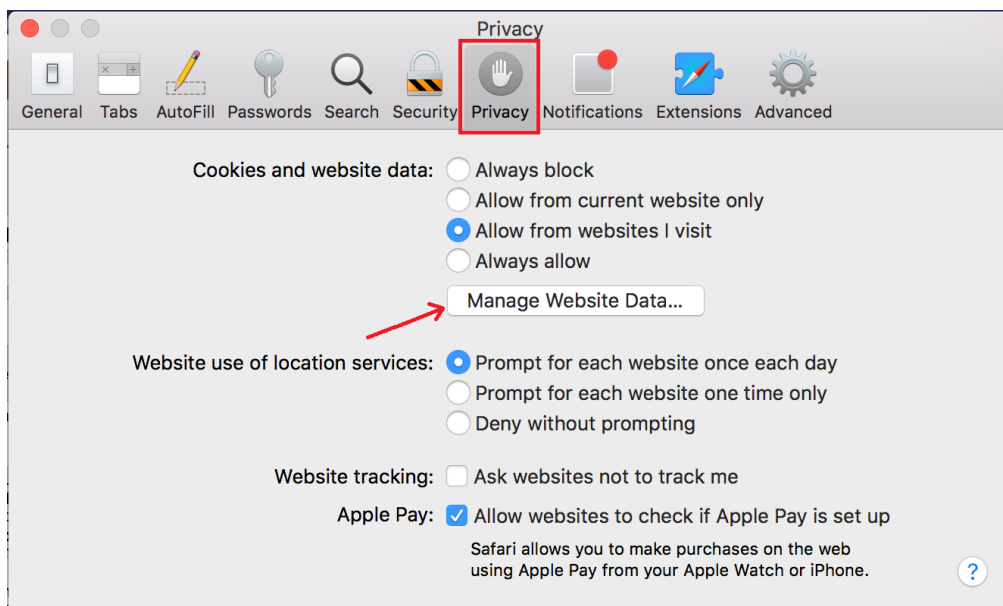 Privacy
General Tabs AutoFill Passwords Search Security Privacy Notifications Extensions Advanced
Cookies and website data: Always block
Allow from current website only
Allow from websites I visit
Always allow
Manage Website Data...
Website use of location services: Prompt for each website once each day
Prompt for each website one time only
Deny without prompting
Website tracking: Ask websites not to track me
Apple Pay: Allow websites to check if Apple Pay is set up
Safari allows you to make purchases on the web
using Apple Pay from your Apple Watch or iPhone.
?